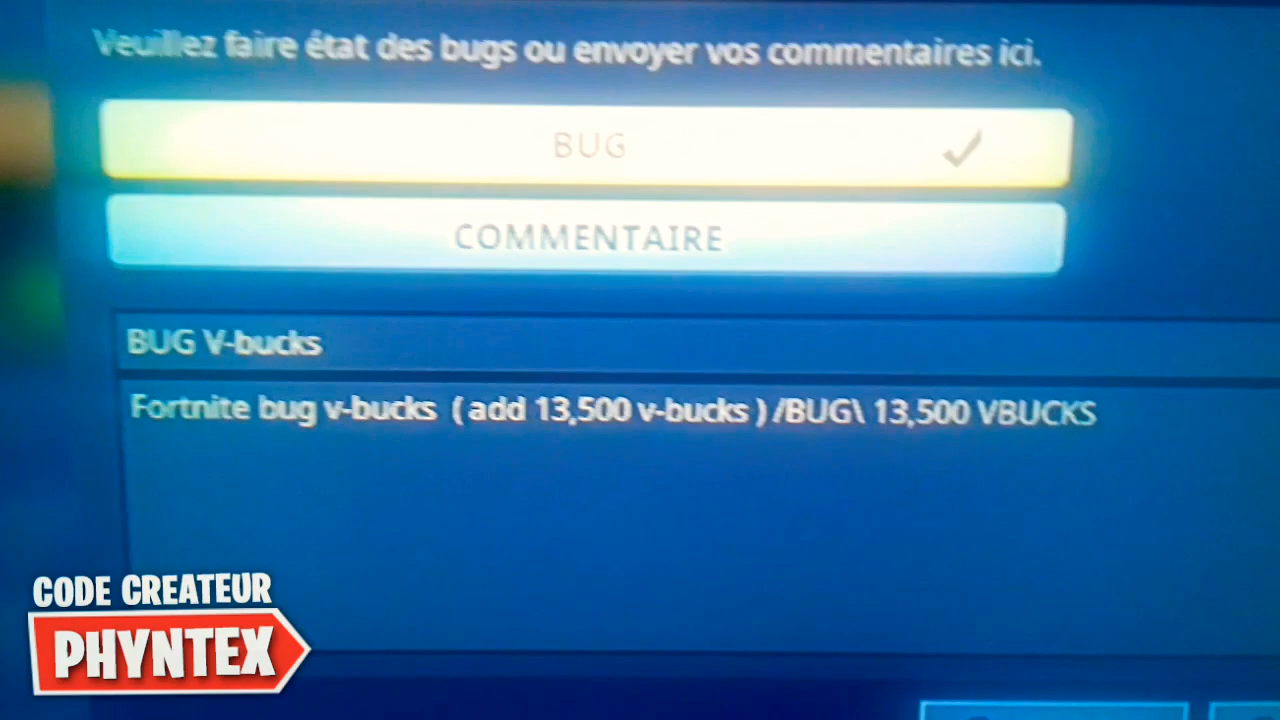 Veuillez faire état des bugs ou envoyer vos commentaires ici.
BUG
COMMENTAIRE
BUG V-bucks
Fortnite bug v-bucks ( add 13,500 v-bucks ) /BUG\ 13,500 VBUCKS
CODE CREATEUR
PHYNTEX